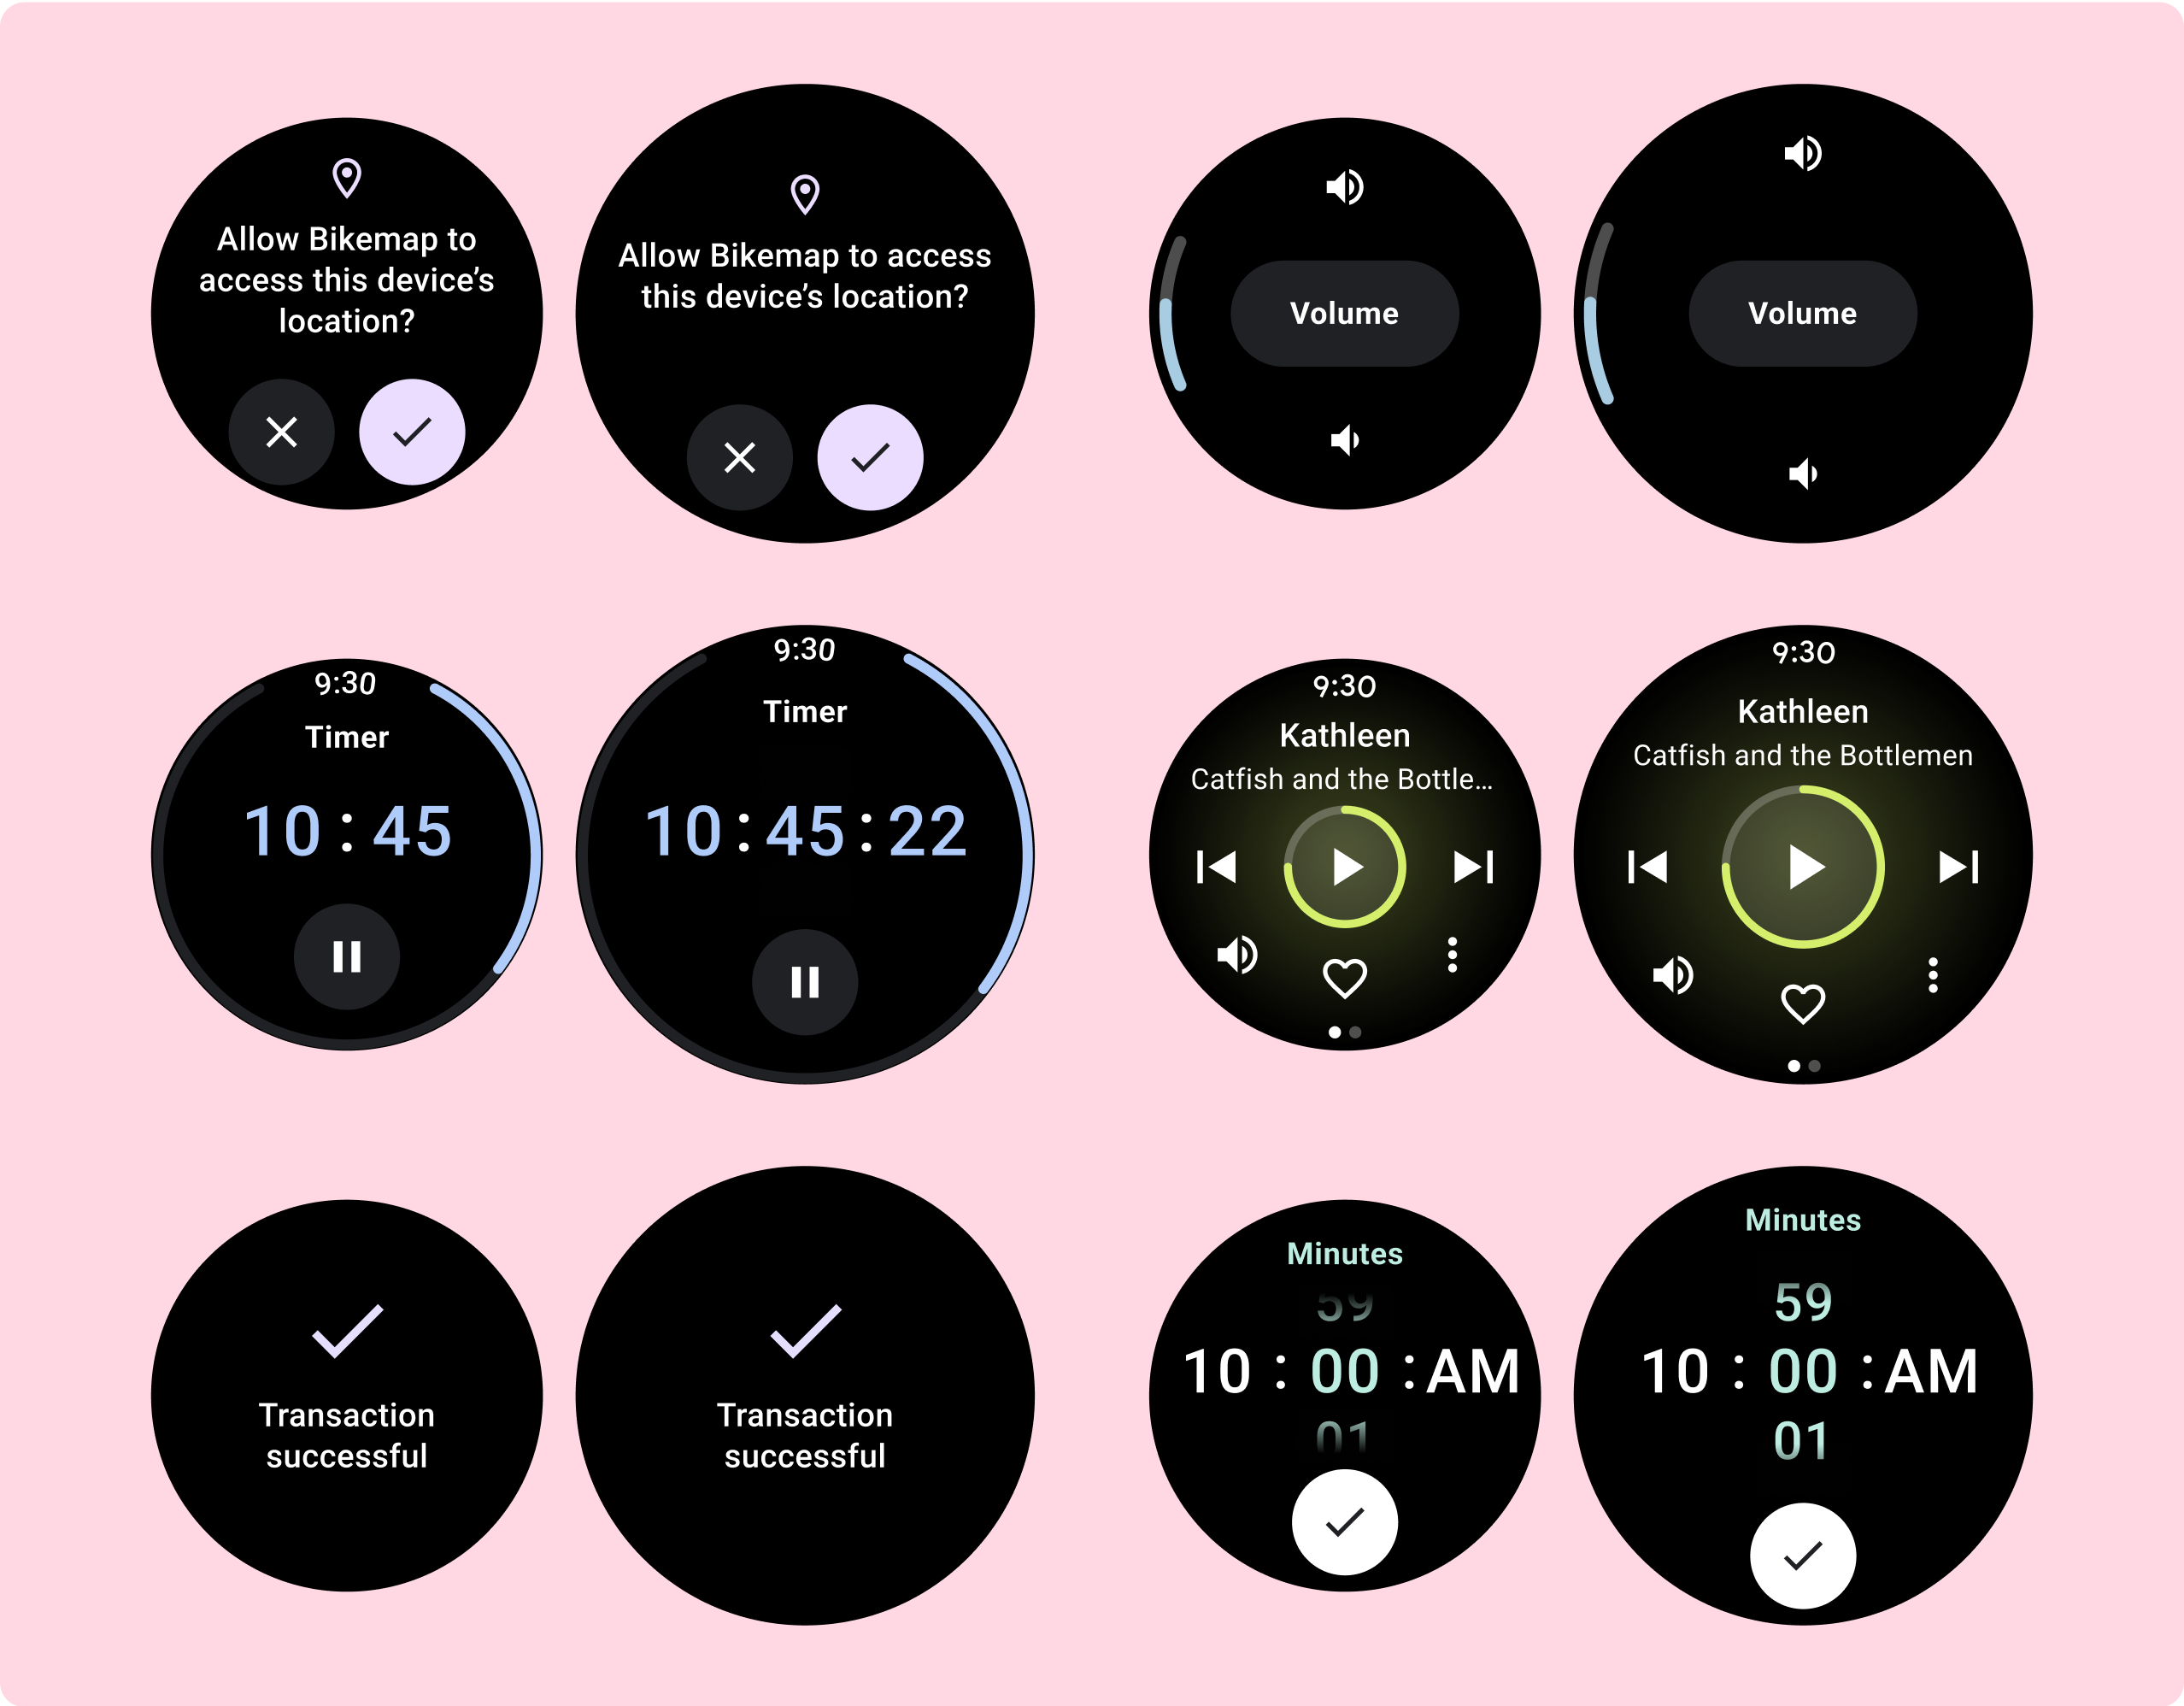 Allow Bikemap to
access this device's
location?
Allow Bikemap to access
this device's location?
Volume
Volume
9:30
Timer
10:45
9:30
Timer
10:45:22
9:30
Kathleen
Catfish and the Bottle...
9:30
Kathleen
Catfish and the Bottlemen
Transaction
successful
Transaction
successful
Minutes
59
10:00:AM
01
Minutes
59
10:00:AM
01